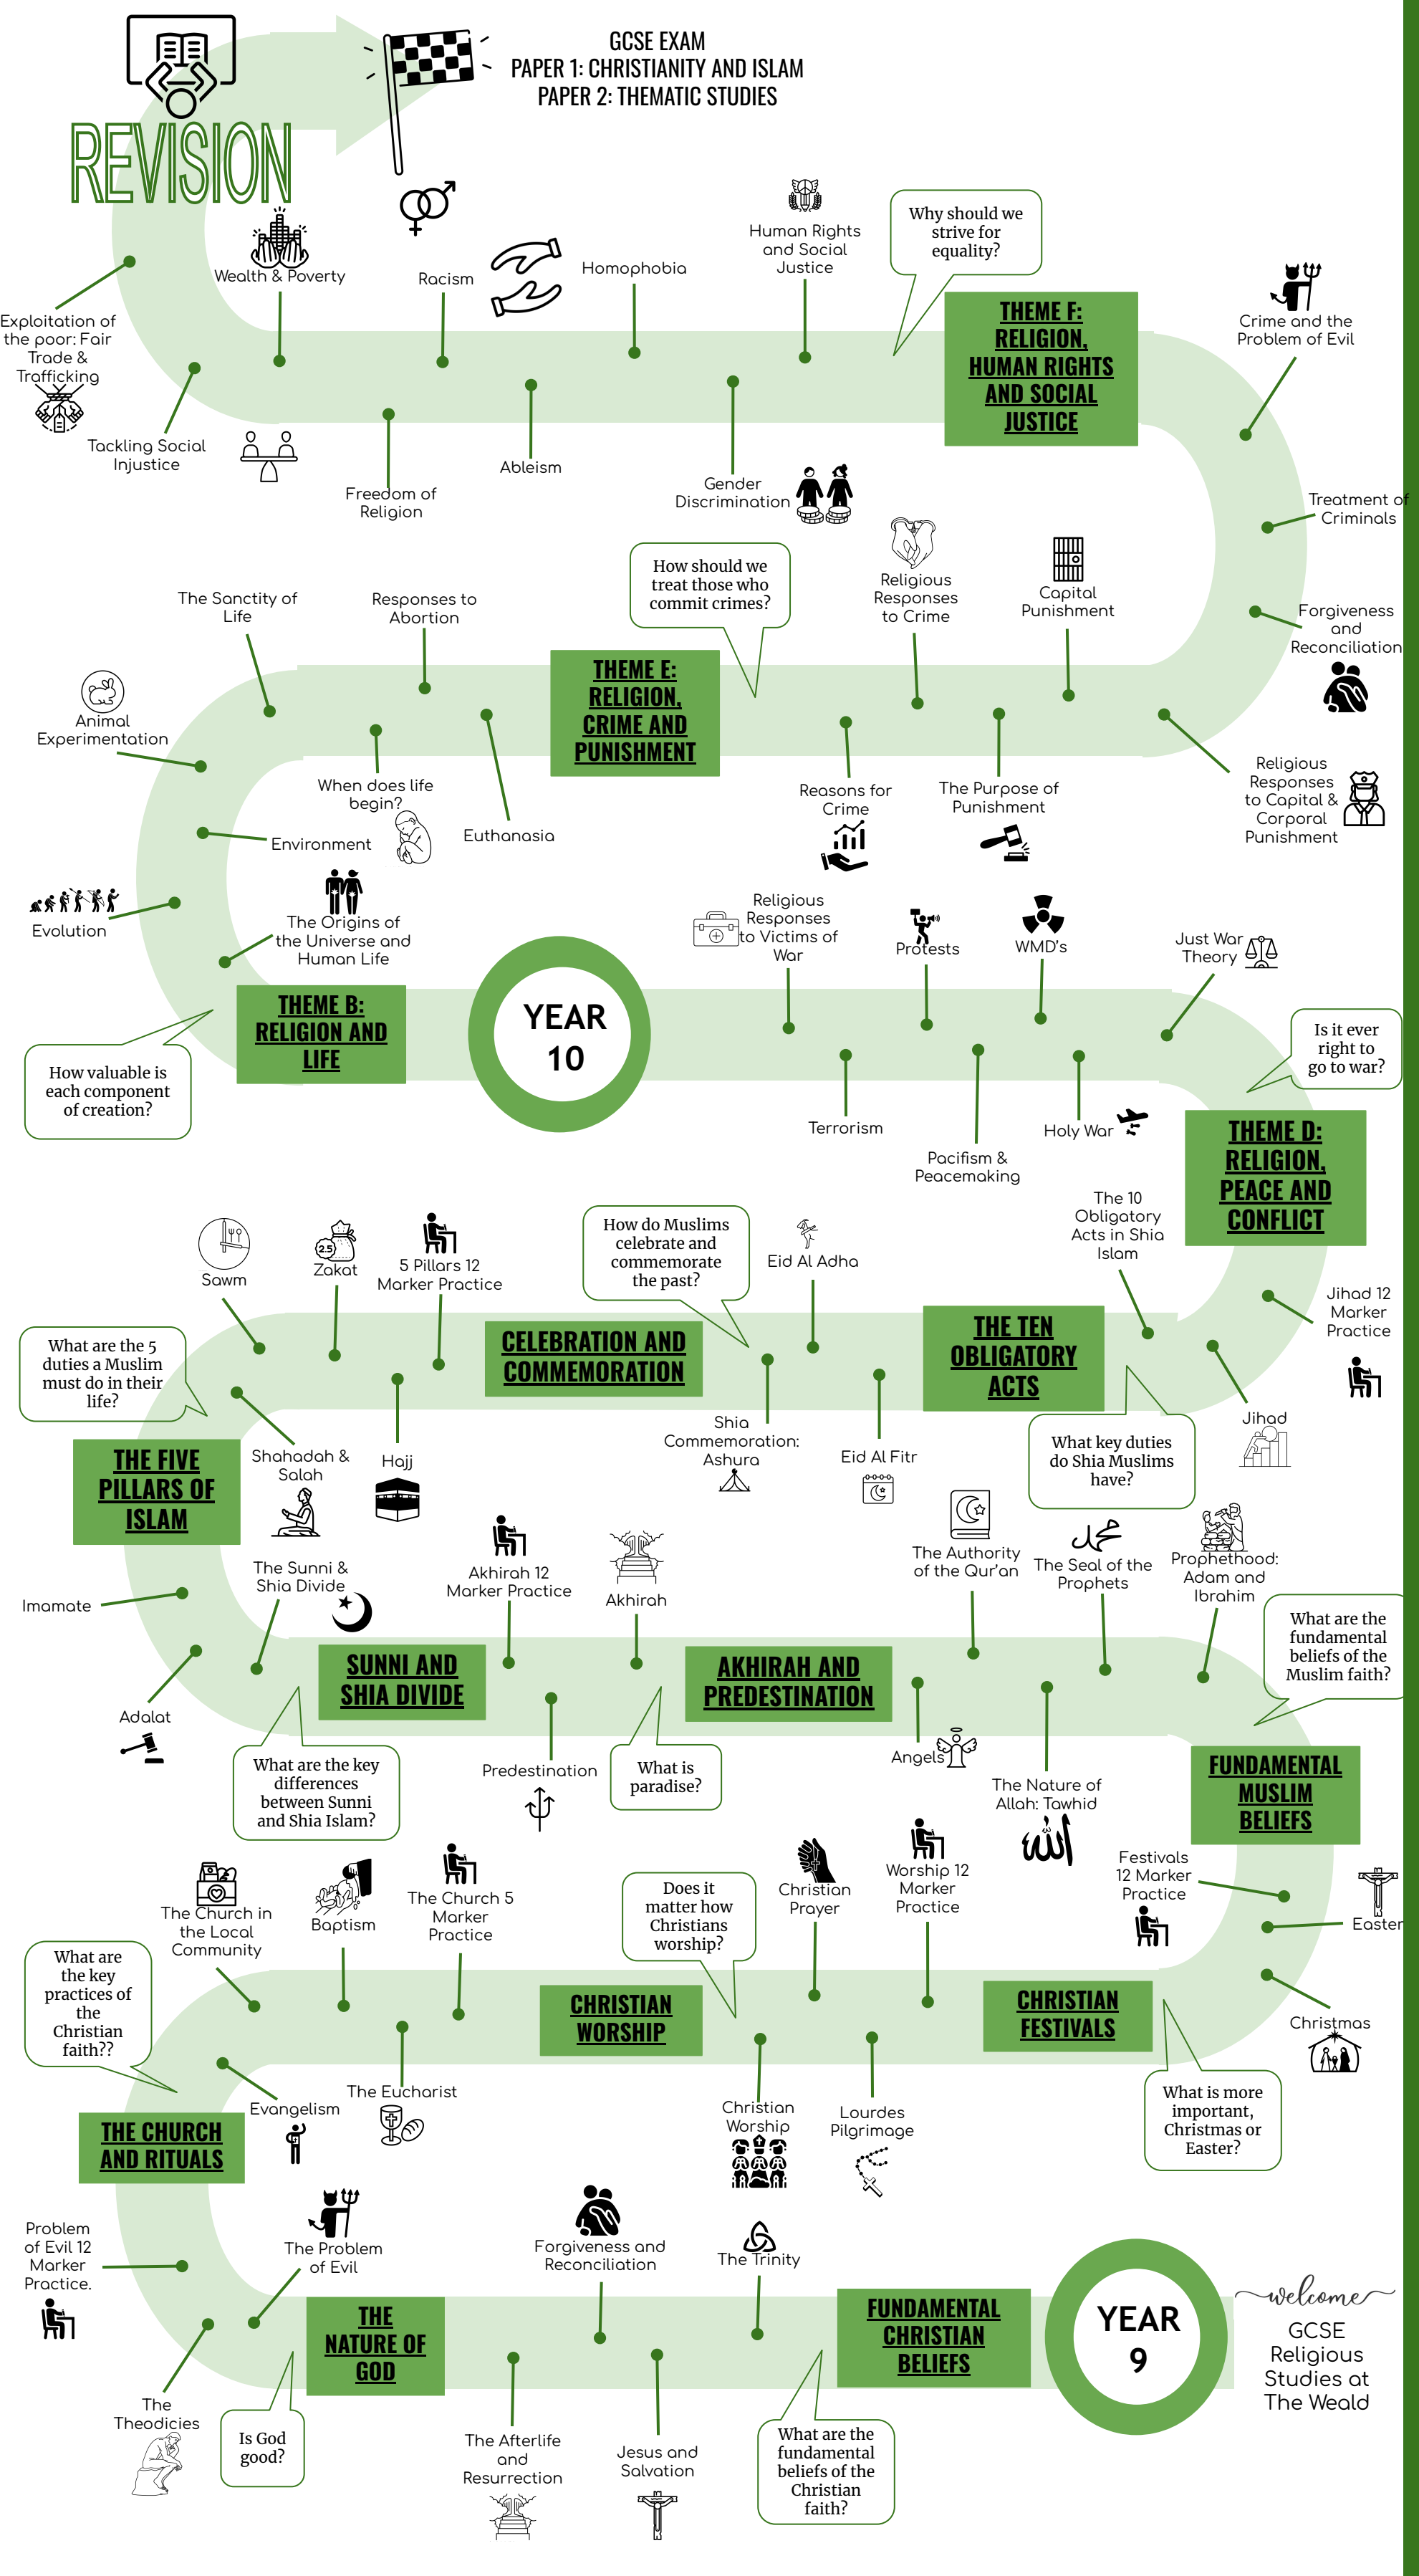 GCSE EXAM
PAPER 1: CHRISTIANITY AND ISLAM
PAPER 2: THEMATIC STUDIES
REVISION
Wealth & Poverty
Racism
Homophobia
Human Rights
and Social
Justice
Why should we
strive for
equality?
THEME F:
RELIGION,
HUMAN RIGHTS
AND SOCIAL
JUSTICE
Crime and the
Problem of Evil
Exploitation of
the poor: Fair
Trade &
Trafficking
Tackling Social
Injustice
Freedom of
Religion
Ableism
Gender
Discrimination
Treatment of
Criminals
Forgiveness
and
Reconciliation
The Sanctity of
Life
Responses to
Abortion
How should we
treat those who
commit crimes?
Religious
Responses
to Crime
Capital
Punishment
THEME E:
RELIGION,
CRIME AND
PUNISHMENT
Animal
Experimentation
When does life
begin?
Euthanasia
Environment
Reasons for
Crime
The Purpose of
Punishment
Religious
Responses
to Capital &
Corporal
Punishment
Evolution
The Origins of
the Universe and
Human Life
Religious
Responses
to Victims of
War
Protests
WMD's
Just War
Theory
THEME B:
RELIGION AND
LIFE
YEAR
10
Is it ever
right to
go to war?
How valuable is
each component
of creation?
Terrorism
Pacifism &
Peacemaking
Holy War
THEME D:
RELIGION,
PEACE AND
CONFLICT
The 10
Obligatory
Acts in Shia
Islam
Sawm
2.5
Zakat
5 Pillars 12
Marker Practice
How do Muslims
celebrate and
commemorate
the past?
Eid Al Adha
Jihad 12
Marker
Practice
What are the 5
duties a Muslim
must do in their
life?
CELEBRATION AND
COMMEMORATION
THE TEN
OBLIGATORY
ACTS
THE FIVE
PILLARS OF
ISLAM
Shahadah &
Salah
Hajj
Shia
Commemoration:
Ashura
Eid Al Fitr
What key duties
do Shia Muslims
have?
Jihad
The Sunni &
Shia Divide
Akhirah 12
Marker Practice
Akhirah
The Authority
of the Qur'an
محمد
The Seal of the
Prophets
Prophethood:
Adam and
Ibrahim
Imamate
What are the
fundamental
beliefs of the
Muslim faith?
SUNNI AND
SHIA DIVIDE
AKHIRAH AND
PREDESTINATION
Adalat
What are the key
differences
between Sunni
and Shia Islam?
Predestination
What is
paradise?
Angels
The Nature of
Allah: Tawhid
الله
FUNDAMENTAL
MUSLIM
BELIEFS
The Church in
the Local
Community
Baptism
The Church 5
Marker
Practice
Does it
matter how
Christians
worship?
Christian
Prayer
Worship 12
Marker
Practice
Festivals
12 Marker
Practice
Easter
What are
the key
practices of
the
Christian
faith??
CHRISTIAN
WORSHIP
CHRISTIAN
FESTIVALS
Christmas
Evangelism
The Eucharist
Christian
Worship
Lourdes
Pilgrimage
What is more
important,
Christmas or
Easter?
THE CHURCH
AND RITUALS
Problem
of Evil 12
Marker
Practice.
The Problem
of Evil
Forgiveness and
Reconciliation
The Trinity
THE
NATURE OF
GOD
FUNDAMENTAL
CHRISTIAN
BELIEFS
YEAR
9
welcome
GCSE
Religious
Studies at
The Weald
The
Theodicies
Is God
good?
The Afterlife
and
Resurrection
Jesus and
Salvation
What are the
fundamental
beliefs of the
Christian
faith?